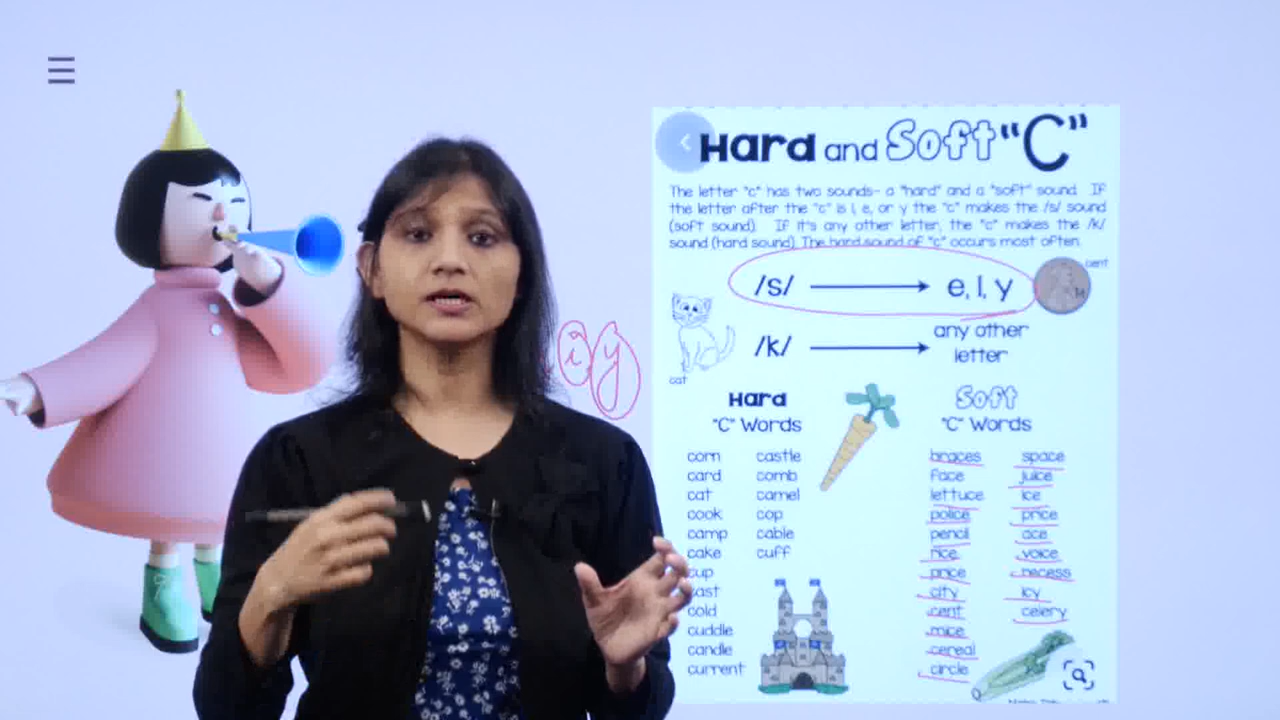 Hard and Soft "C"
The letter "c" has two sounds- a "hard" and a "soft" sound. If
the letter after the "c" is i, e, or y the "c" makes the /s/ sound
(soft sound). If it's any other letter, the "c" makes the /k/
sound (hard sound). The hard sound of "c" occurs most often.
cent
/s/ e, I, y
i y
/k/ any other
letter
cat
Hard
"C" Words
corn castle
card comb
cat camel
cook cop
camp cable
cake cuff
cup
cast
cold
cuddle
candle
current
Soft
"C" Words
braces space
face juice
lettuce ice
police price
pencil ace
rice voice
price recess
city icy
cent celery
mice
cereal
circle